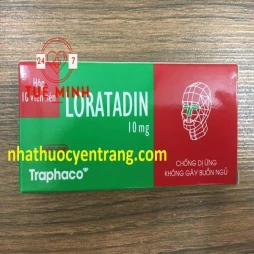 24 7
TUỆ MINH
Hộp
10 viên nén
LORATADIN
10mg
nhathuocyentrang.com
CHỐNG DỊ ỨNG
KHÔNG GÂY BUỒN NGỦ
Traphaco